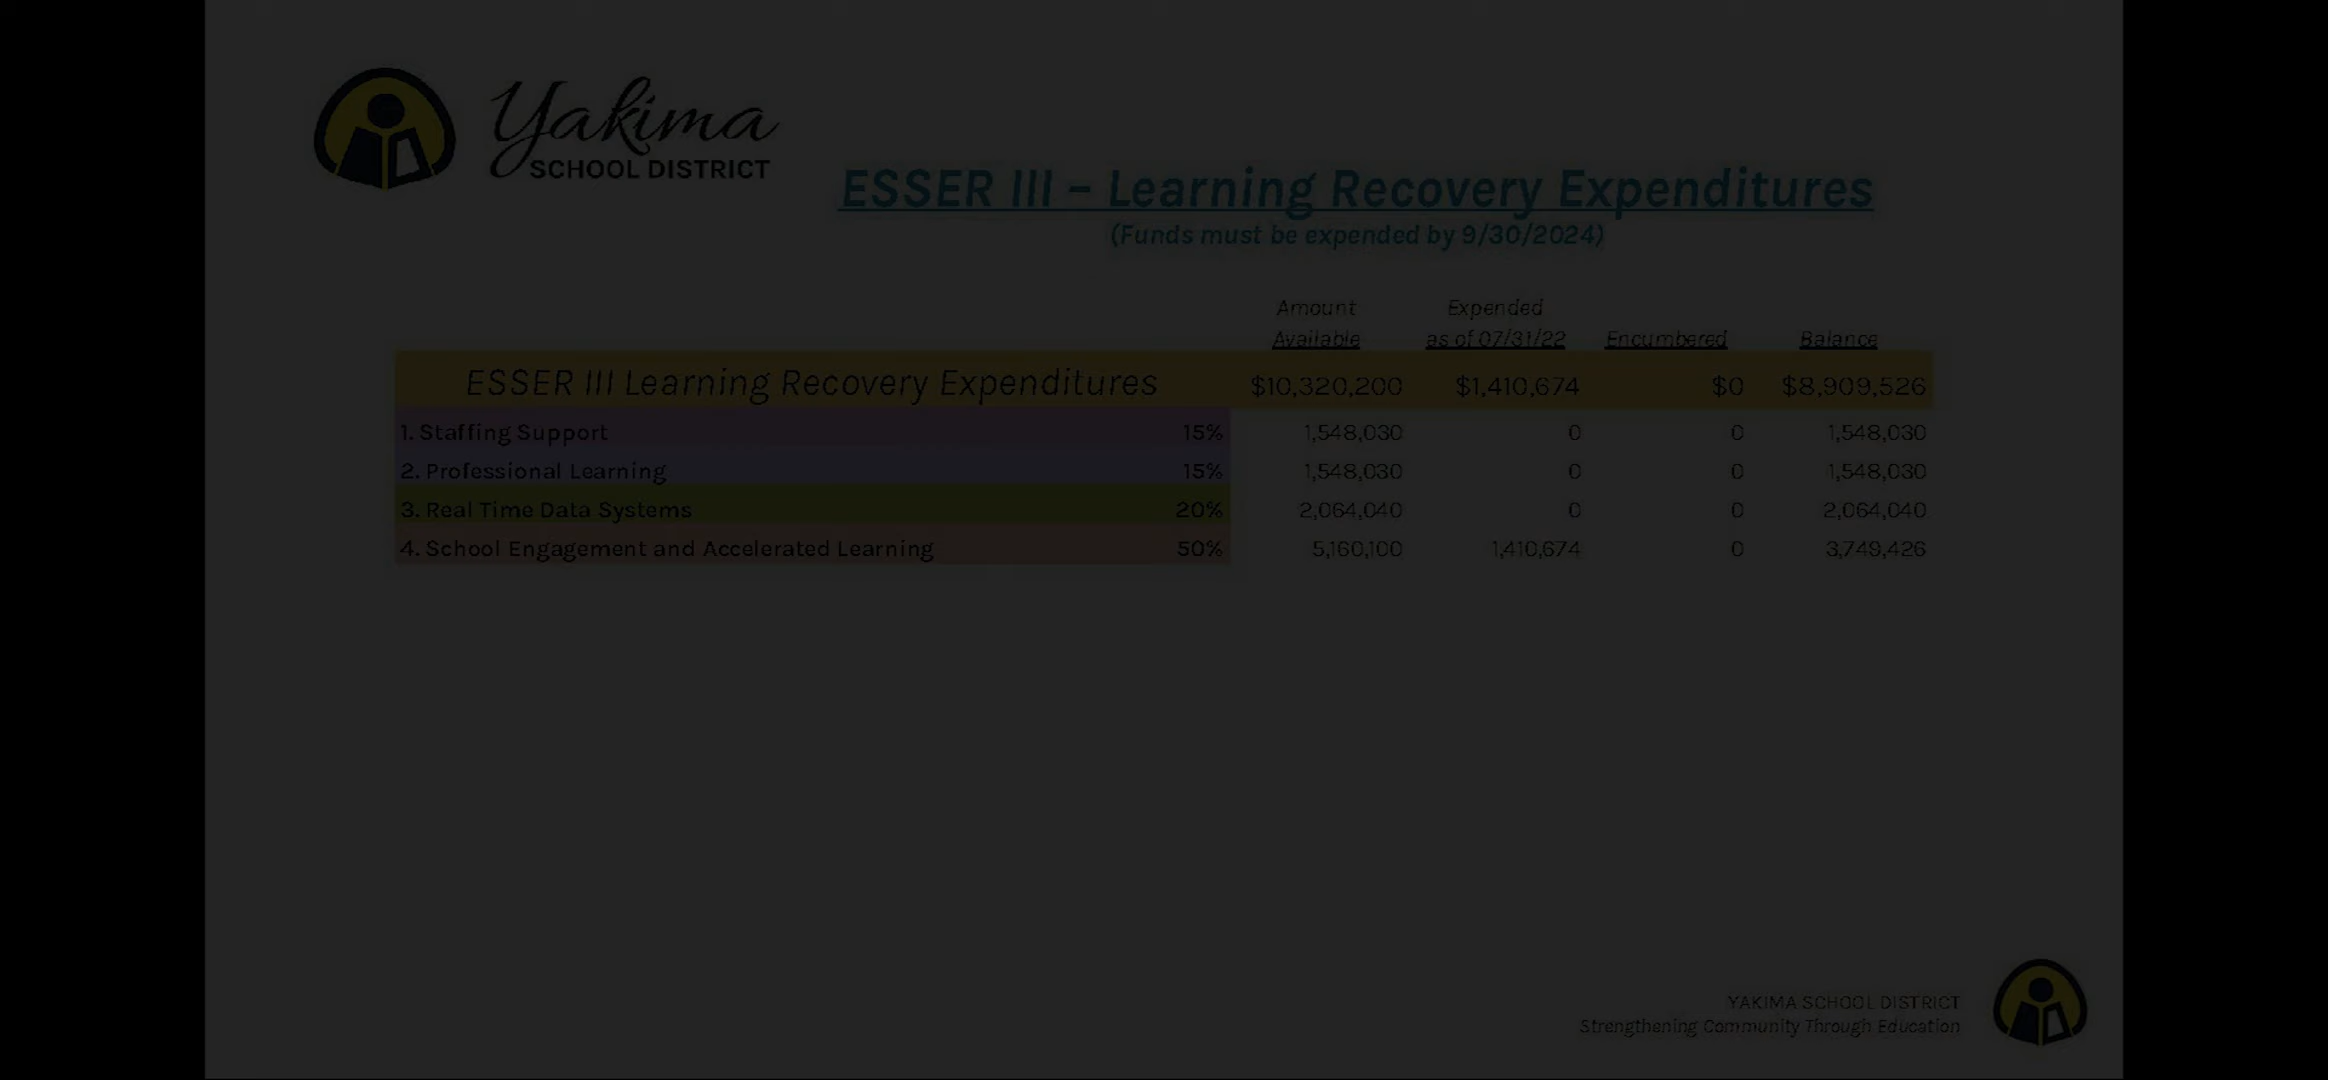 Yakima
SCHOOL DISTRICT
ESSER III – Learning Recovery Expenditures
(Funds must be expended by 9/30/2024)
Amount Expended
Available as of 07/31/22 Encumbered Balance
ESSER III Learning Recovery Expenditures $10,320,200 $1,410,674 $0 $8,909,526
1. Staffing Support 15% 1,548,030 0 0 1,548,030
2. Professional Learning 15% 1,548,030 0 0 1,548,030
3. Real Time Data Systems 20% 2,064,040 0 0 2,064,040
4. School Engagement and Accelerated Learning 50% 5,160,100 1,410,674 0 3,749,426
YAKIMA SCHOOL DISTRICT
Strengthening Community Through Education